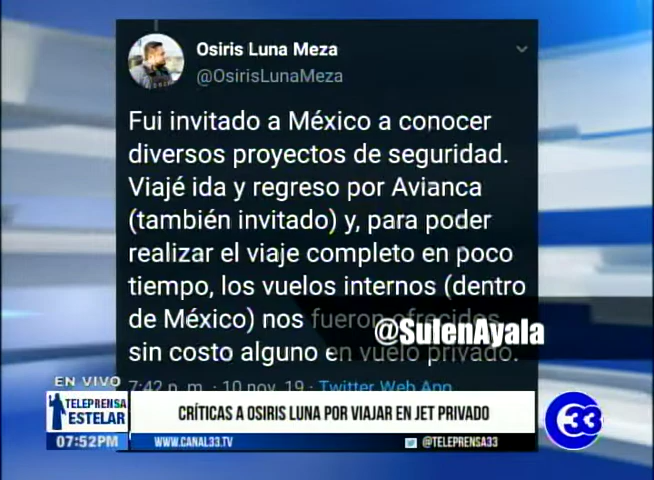 Osiris Luna Meza
@OsirisLunaMeza
Fui invitado a México a conocer
diversos proyectos de seguridad.
Viajé ida y regreso por Avianca
(también invitado) y, para poder
realizar el viaje completo en poco
tiempo, los vuelos internos (dentro
de México) nos fueron ofrecidos
@SulenAyala
sin costo alguno en vuelo privado.
7:42 p. m. · 10 nov. 19 · Twitter Web App
EN VIVO
TELEPRENSA
ESTELAR
CRÍTICAS A OSIRIS LUNA POR VIAJAR EN JET PRIVADO
33
07:52PM
WWW.CANAL33.TV
@TELEPRENSA33